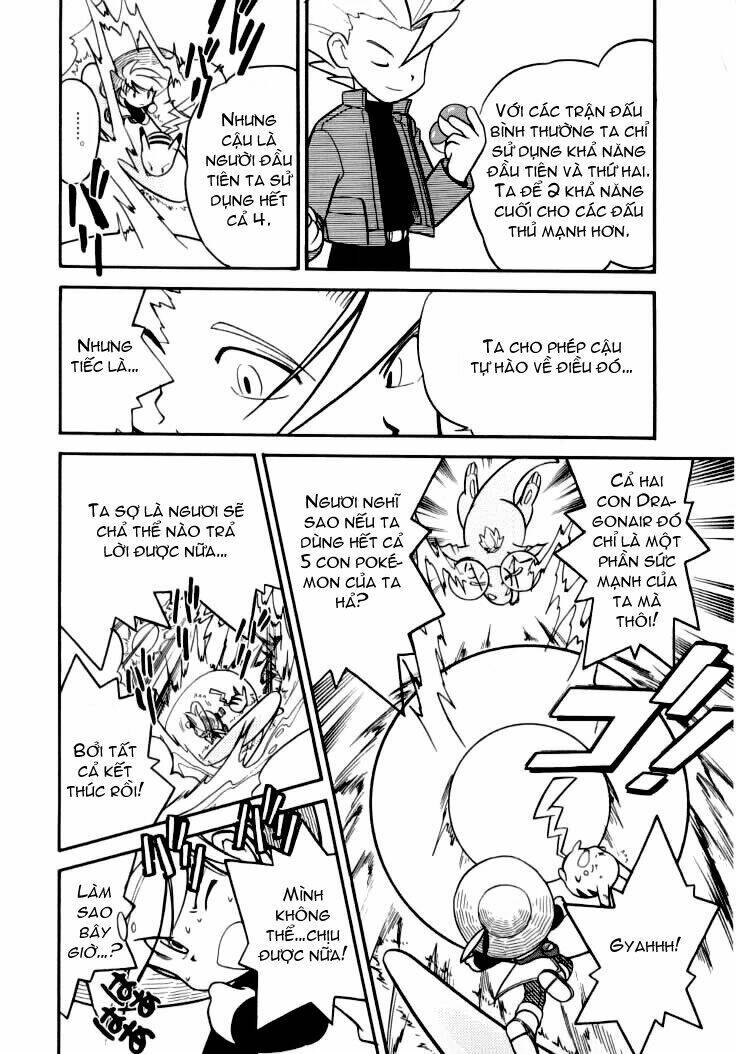 Với các trận đấu
bình thường ta chỉ
sử dụng khả năng
đầu tiên và thứ hai.
Ta để 2 khả năng
cuối cho các đấu
thủ mạnh hơn.
Nhưng
cậu là
người đầu
tiên ta sử
dụng hết
cả 4.
........
Ta cho phép cậu
tự hào về điều đó...
Nhưng
tiếc là...
Cả hai
con Dra-
gonair đó
chỉ là một
phần sức
mạnh của
ta mà
thôi!
Ngươi nghĩ
sao nếu ta
dùng hết cả
5 con Poké-
mon của ta
hả?
ゴォッ
Gyahhh!
Ta sợ là ngươi sẽ
chả thể nào trả
lời được nữa...
Bởi tất
cả kết
thúc rồi!
Mình
không
thể...chịu
được nữa!
Làm
sao
bây
giờ...?